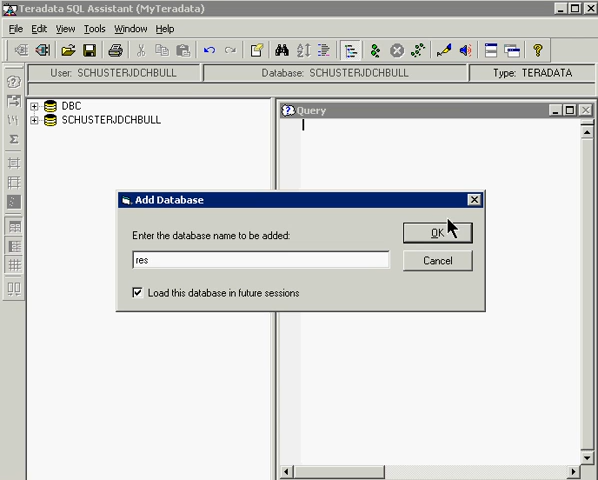 Teradata SQL Assistant (MyTeradata)
File Edit View Tools Window Help
User: SCHUSTERJDCHBULL Database: SCHUSTERJDCHBULL Type: TERADATA
DBC
SCHUSTERJDCHBULL
Query
Add Database
Enter the database name to be added:
OK
res
Cancel
Load this database in future sessions